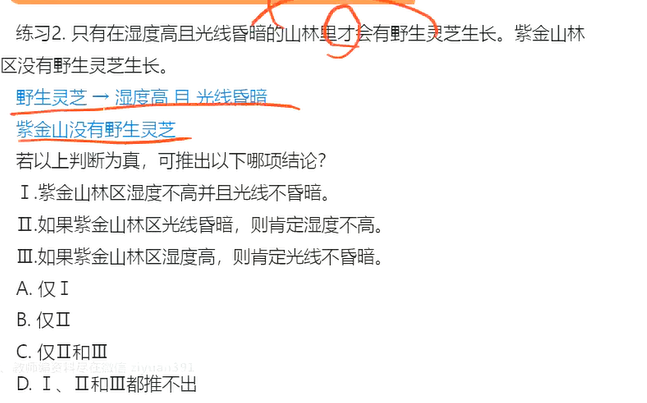 练习2. 只有在湿度高且光线昏暗的山林里才会有野生灵芝生长。紫金山林
区没有野生灵芝生长。
野生灵芝 → 湿度高 且 光线昏暗
紫金山没有野生灵芝
若以上判断为真，可推出以下哪项结论？
Ⅰ.紫金山林区湿度不高并且光线不昏暗。
Ⅱ.如果紫金山林区光线昏暗，则肯定湿度不高。
Ⅲ.如果紫金山林区湿度高，则肯定光线不昏暗。
A. 仅Ⅰ
B. 仅Ⅱ
C. 仅Ⅱ和Ⅲ
D. Ⅰ、Ⅱ和Ⅲ都推不出